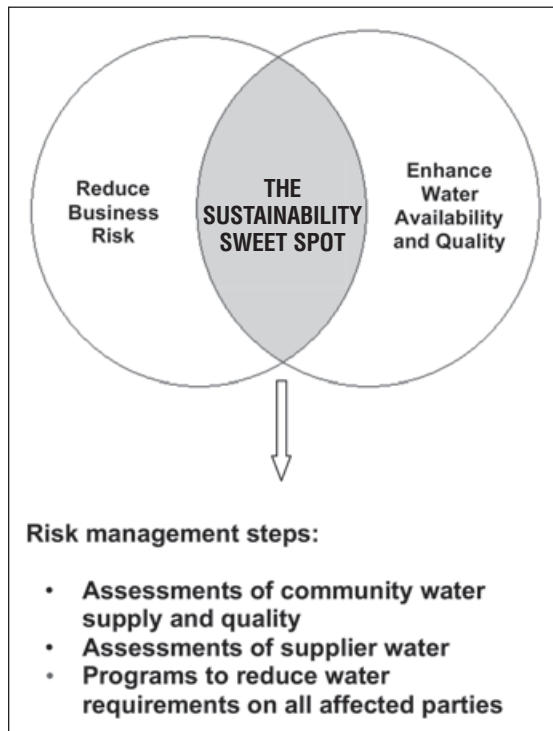 Reduce
Business
Risk
THE
SUSTAINABILITY
SWEET SPOT
Enhance
Water
Availability
and Quality
Risk management steps:
• Assessments of community water
supply and quality
• Assessments of supplier water
• Programs to reduce water
requirements on all affected parties